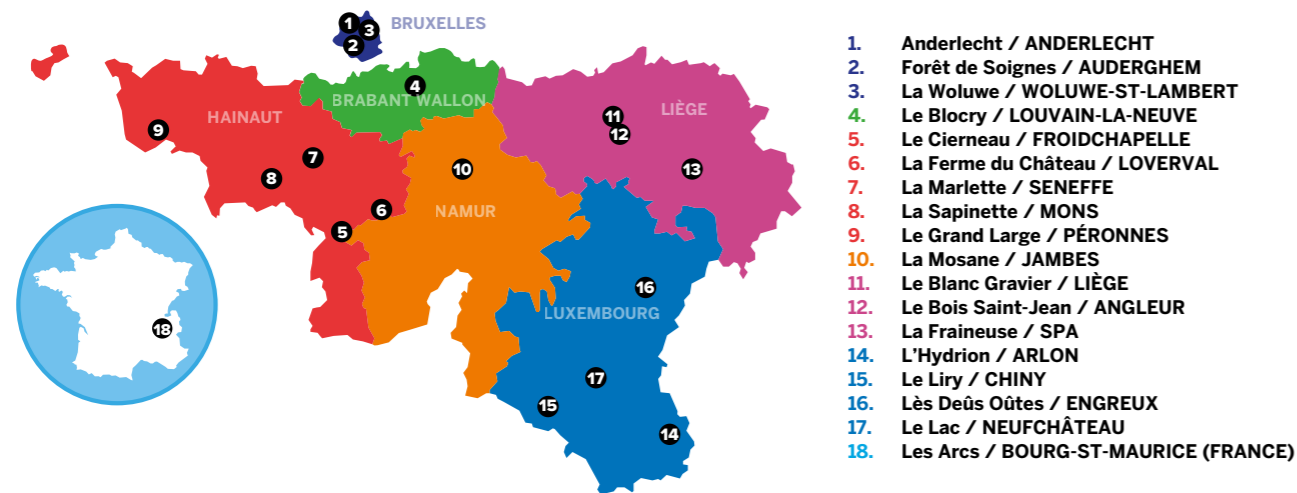 1
3
2
BRUXELLES
4
BRABANT WALLON
HAINAUT
LIÈGE
11
12
9
7
8
10
13
6
NAMUR
5
16
LUXEMBOURG
18
17
15
14
1. Anderlecht / ANDERLECHT
2. Forêt de Soignes / AUDERGHEM
3. La Woluwe / WOLUWE-ST-LAMBERT
4. Le Blocry / LOUVAIN-LA-NEUVE
5. Le Cierneau / FROIDCHAPELLE
6. La Ferme du Château / LOVERVAL
7. La Marlette / SENEFFE
8. La Sapinette / MONS
9. Le Grand Large / PÉRONNES
10. La Mosane / JAMBES
11. Le Blanc Gravier / LIÈGE
12. Le Bois Saint-Jean / ANGLEUR
13. La Fraineuse / SPA
14. L'Hydrion / ARLON
15. Le Liry / CHINY
16. Lès Deûs Oûtes / ENGREUX
17. Le Lac / NEUFCHÂTEAU
18. Les Arcs / BOURG-ST-MAURICE (FRANCE)